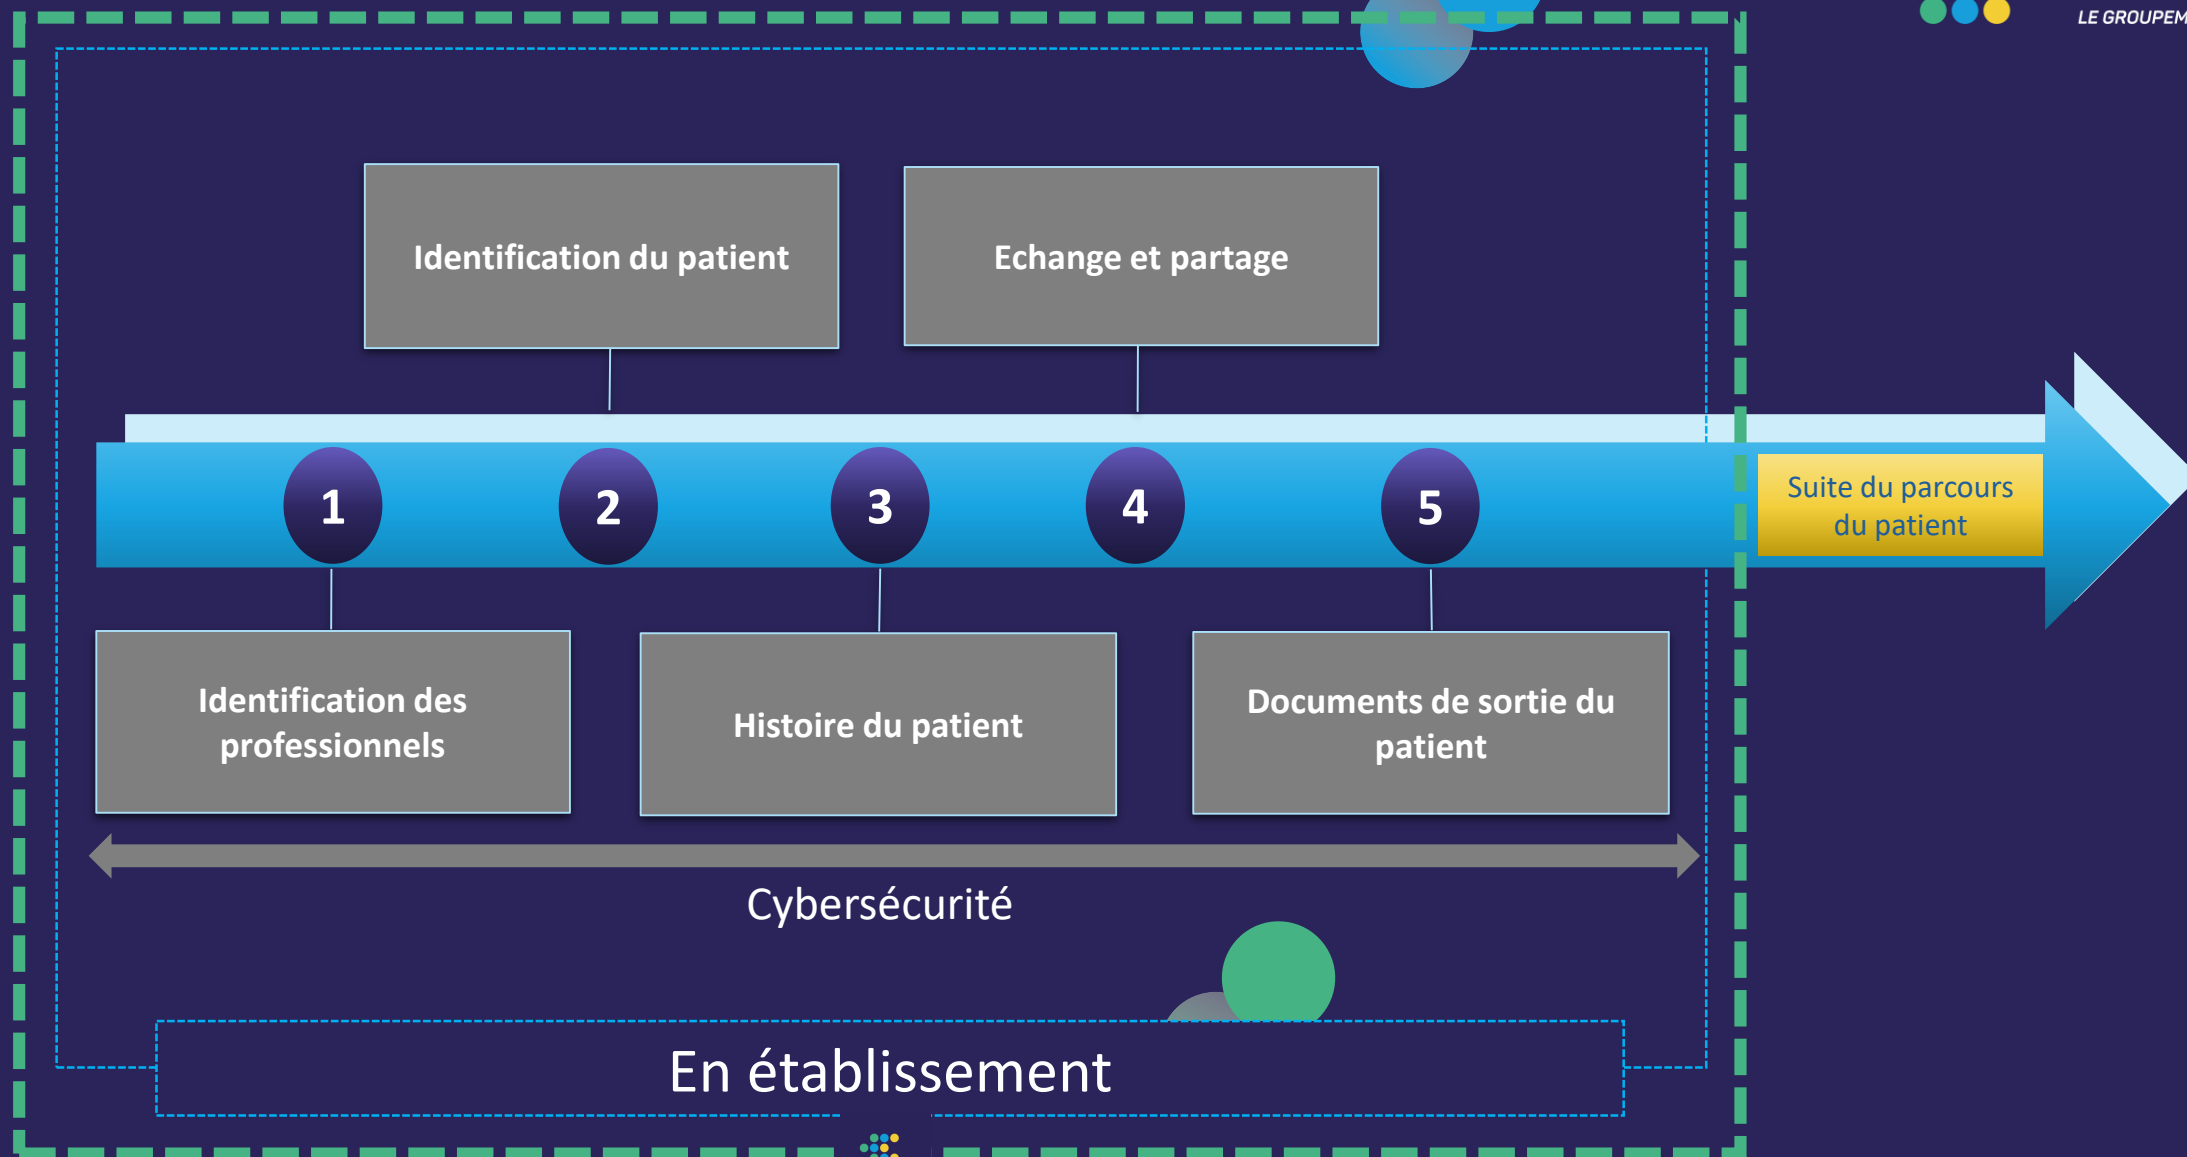 LE GROUPEM
Identification du patient
Echange et partage
1
2
3
4
5
Suite du parcours
du patient
Identification des
professionnels
Histoire du patient
Documents de sortie du
patient
Cybersécurité
En établissement